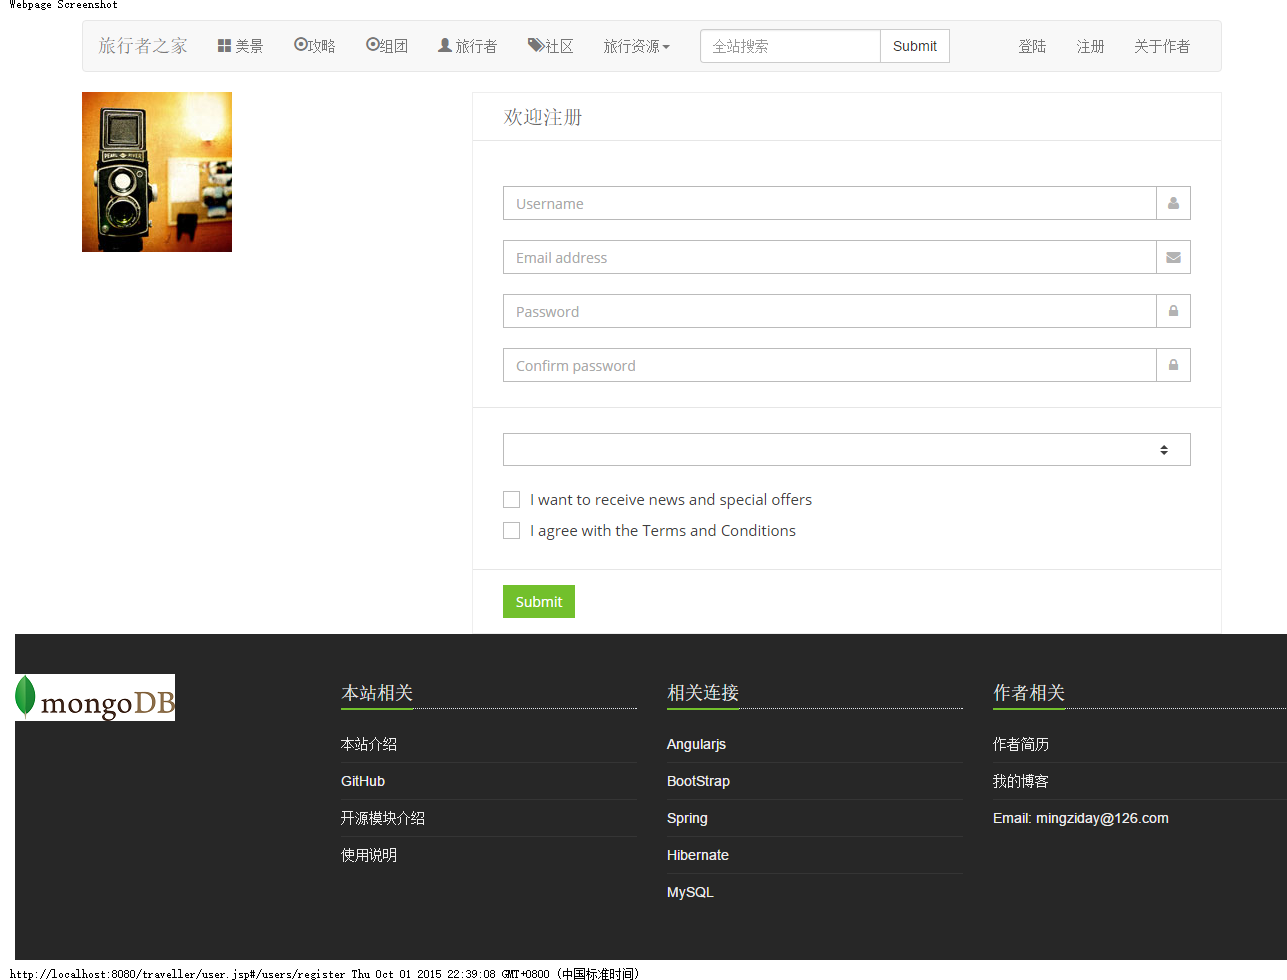 Webpage Screenshot
旅行者之家 美景 攻略 组团 旅行者 社区 旅行资源 全站搜索 Submit 登陆 注册 关于作者
PEARL RIVER
欢迎注册
Username
Email address
Password
Confirm password
I want to receive news and special offers
I agree with the Terms and Conditions
Submit
mongoDB
本站相关
本站介绍
GitHub
开源模块介绍
使用说明
相关连接
Angularjs
BootStrap
Spring
Hibernate
MySQL
作者相关
作者简历
我的博客
Email: mingziday@126.com
http://localhost:8080/traveller/user.jsp#/users/register Thu Oct 01 2015 22:39:08 GMT+0800 (中国标准时间)